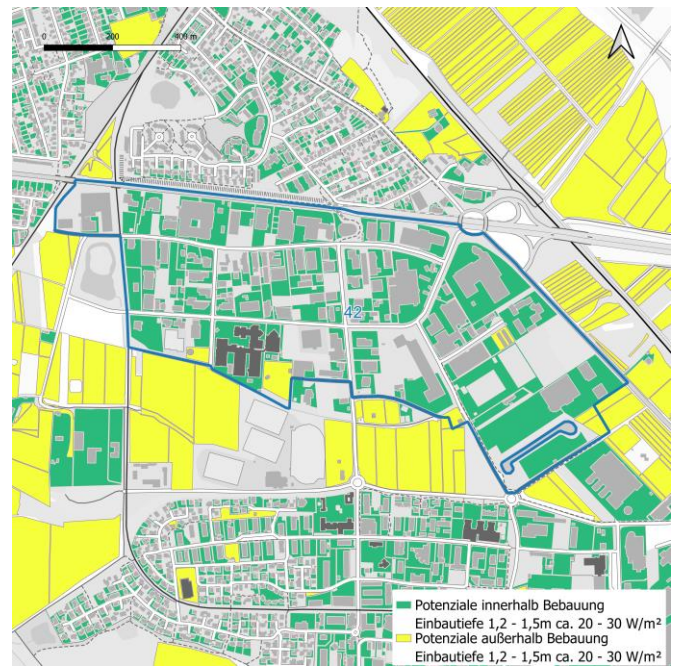 0 200 400 m
42
Potenziale innerhalb Bebauung
Einbautiefe 1,2 - 1,5m ca. 20 - 30 W/m²
Potenziale außerhalb Bebauung
Einbautiefe 1,2 - 1,5m ca. 20 - 30 W/m²